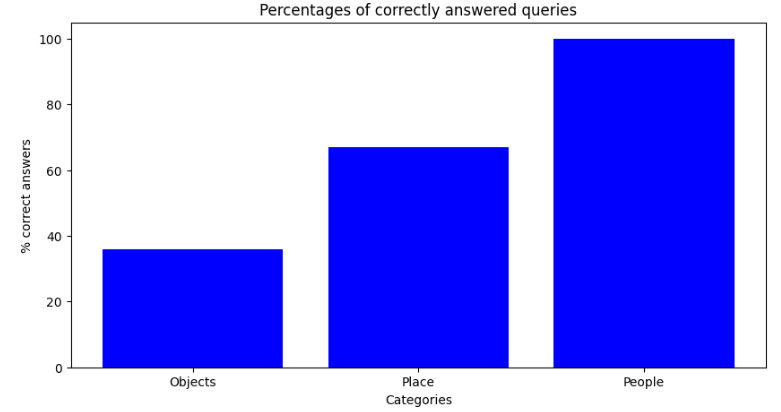 Percentages of correctly answered queries
100
80
60
40
20
0
% correct answers
Objects Place People
Categories